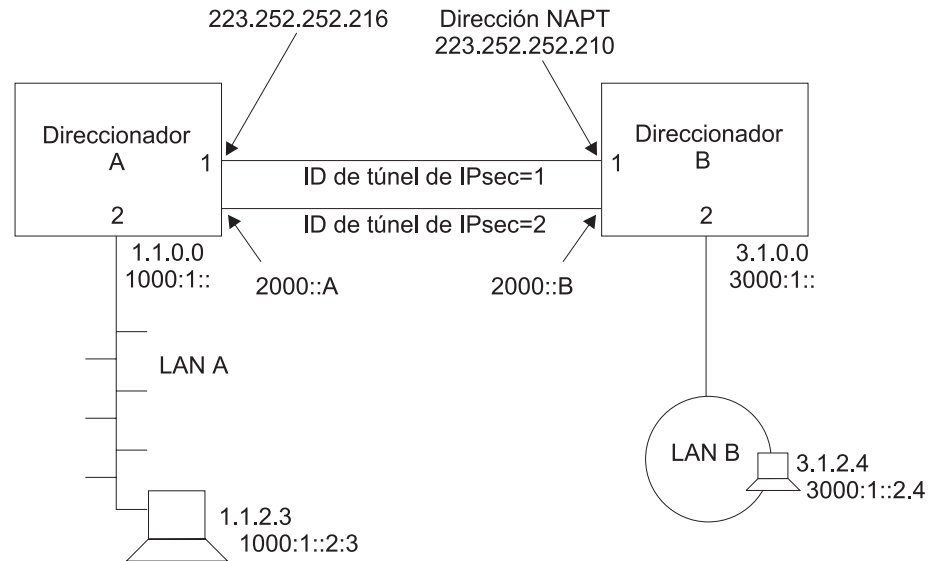 223.252.252.216
Dirección NAPT
223.252.252.210
Direccionador
A
1
2
Direccionador
B
1
2
ID de túnel de IPsec=1
ID de túnel de IPsec=2
1.1.0.0
1000:1::
2000::A
2000::B
3.1.0.0
3000:1::
LAN A
LAN B
3.1.2.4
3000:1::2.4
1.1.2.3
1000:1::2:3